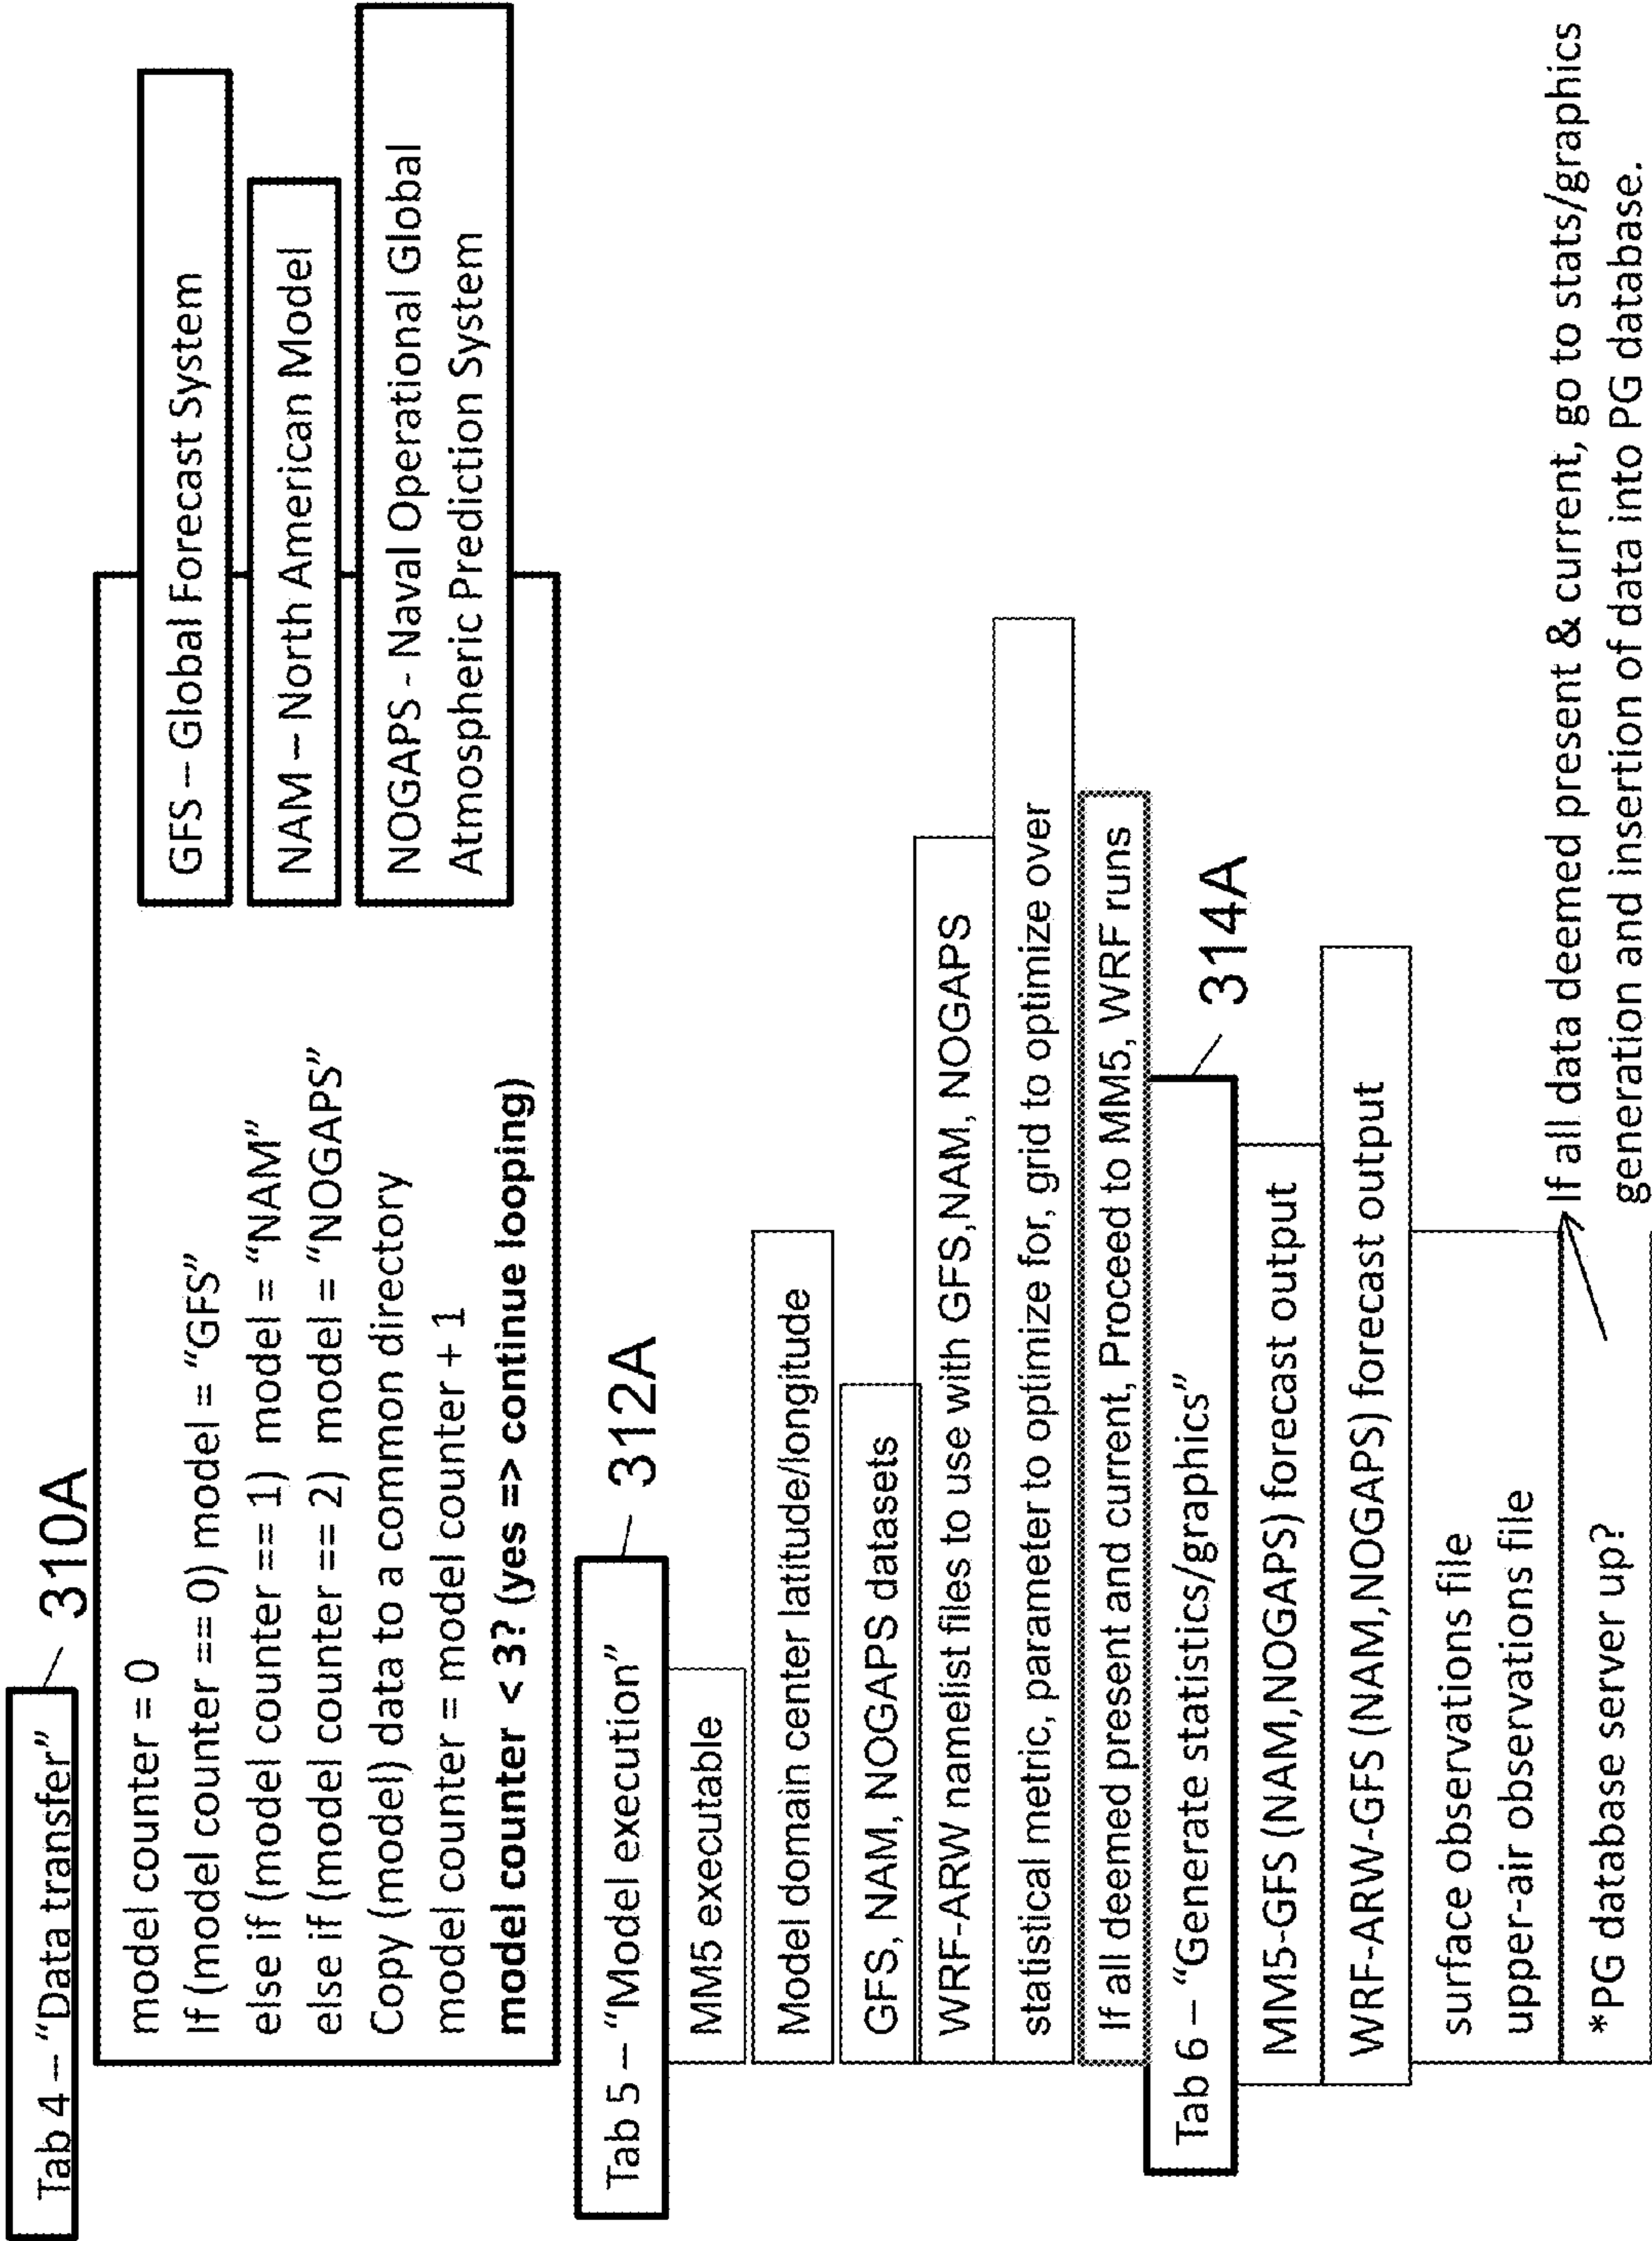 Tab 4 – “Data transfer”
310A
model counter = 0
If (model counter == 0) model = “GFS”
else if (model counter == 1) model = “NAM”
else if (model counter == 2) model = “NOGAPS”
Copy (model) data to a common directory
model counter = model counter + 1
model counter < 3? (yes => continue looping)
GFS – Global Forecast System
NAM – North American Model
NOGAPS - Naval Operational Global
Atmospheric Prediction System
Tab 5 – “Model execution”
312A
MM5 executable
Model domain center latitude/longitude
GFS, NAM, NOGAPS datasets
WRF-ARW namelist files to use with GFS,NAM, NOGAPS
statistical metric, parameter to optimize for, grid to optimize over
If all deemed present and current, Proceed to MM5, WRF runs
Tab 6 – “Generate statistics/graphics”
314A
MM5-GFS (NAM,NOGAPS) forecast output
WRF-ARW-GFS (NAM,NOGAPS) forecast output
surface observations file
upper-air observations file
*PG database server up?
If all data deemed present & current, go to stats/graphics
generation and insertion of data into PG database.